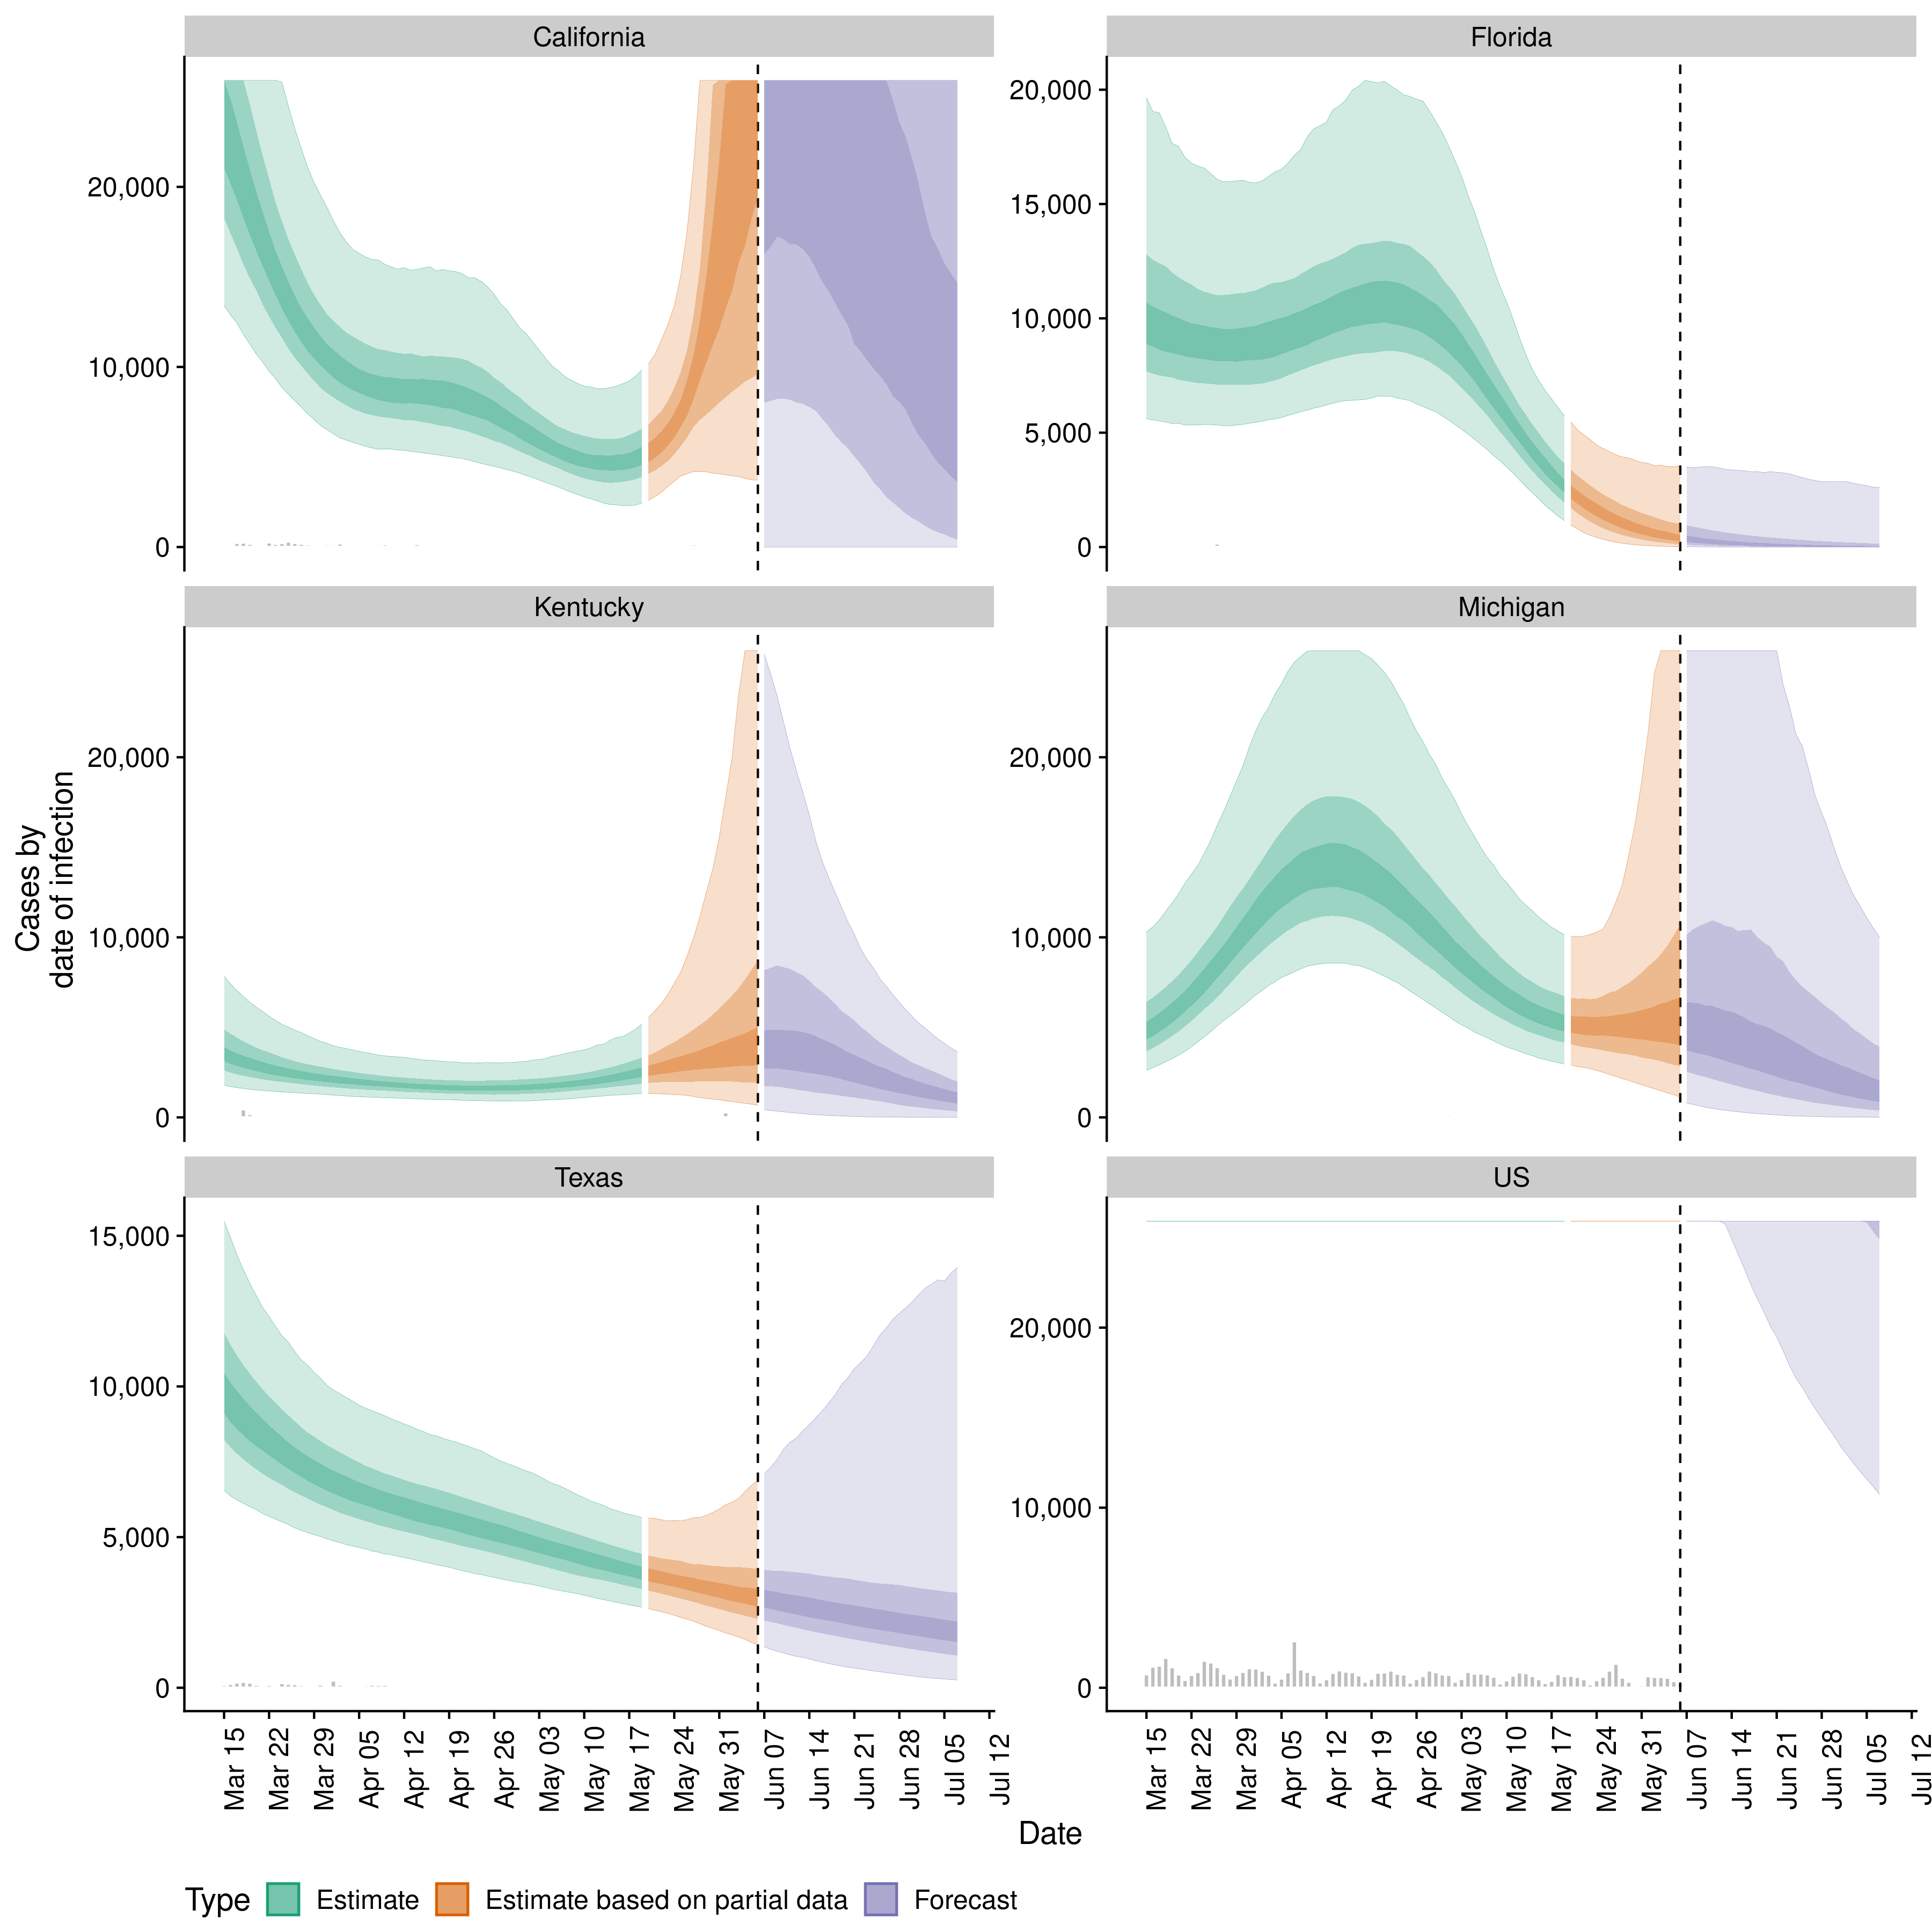 California
Florida
20,000
10,000
0
20,000
15,000
10,000
5,000
0
Kentucky
Michigan
20,000
10,000
0
20,000
10,000
0
Cases by
date of infection
Texas
US
15,000
10,000
5,000
0
20,000
10,000
0
Mar 15
Mar 22
Mar 29
Apr 05
Apr 12
Apr 19
Apr 26
May 03
May 10
May 17
May 24
May 31
Jun 07
Jun 14
Jun 21
Jun 28
Jul 05
Jul 12
Mar 15
Mar 22
Mar 29
Apr 05
Apr 12
Apr 19
Apr 26
May 03
May 10
May 17
May 24
May 31
Jun 07
Jun 14
Jun 21
Jun 28
Jul 05
Jul 12
Date
Type Estimate Estimate based on partial data Forecast